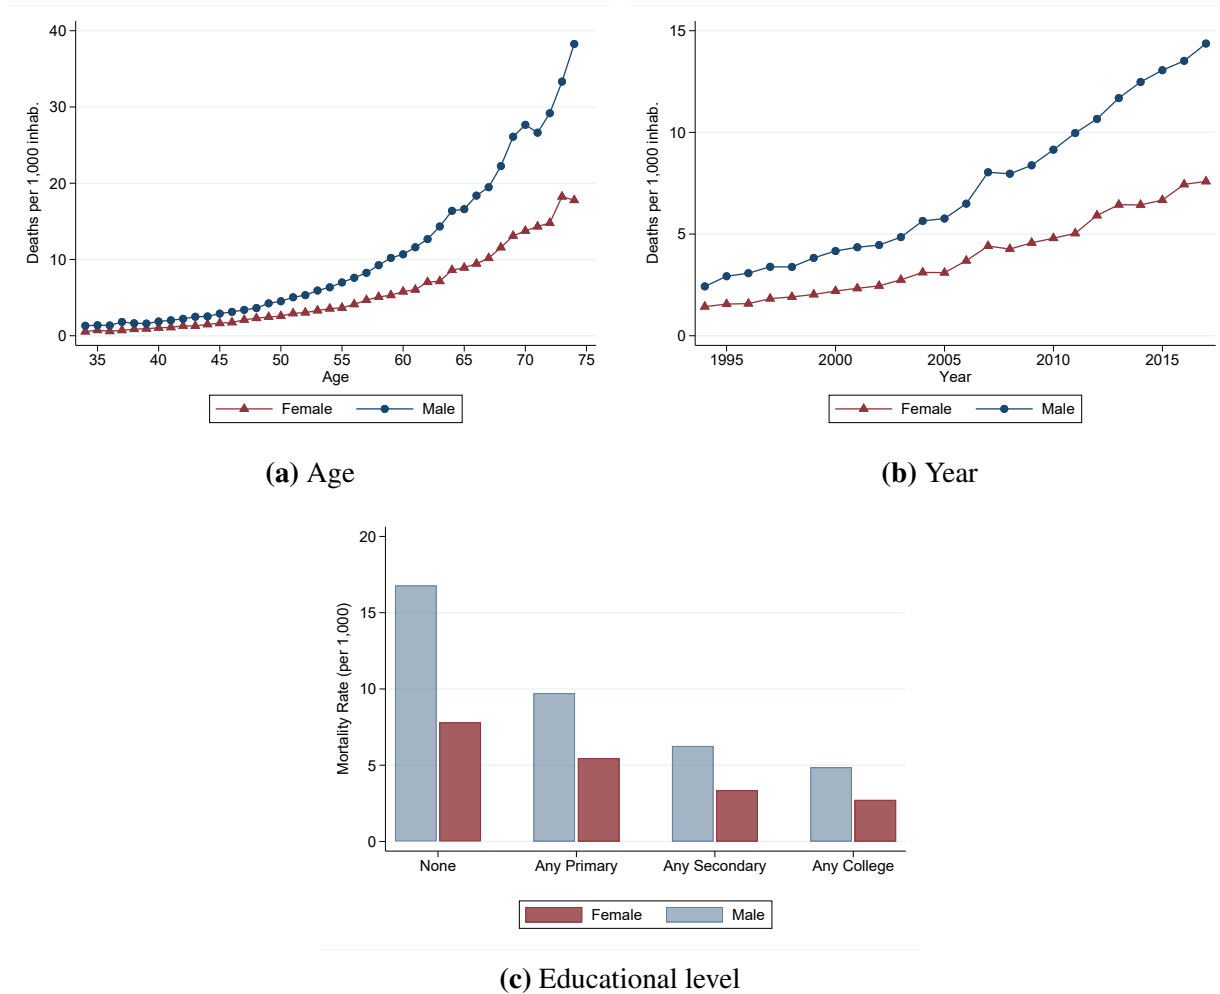 Deaths per 1,000 inhab.
40
30
20
10
0
35 40 45 50 55 60 65 70 75
Age
Female Male
(a) Age
Deaths per 1,000 inhab.
15
10
5
0
1995 2000 2005 2010 2015
Year
Female Male
(b) Year
Mortality Rate (per 1,000)
20
15
10
5
0
None Any Primary Any Secondary Any College
Female Male
(c) Educational level